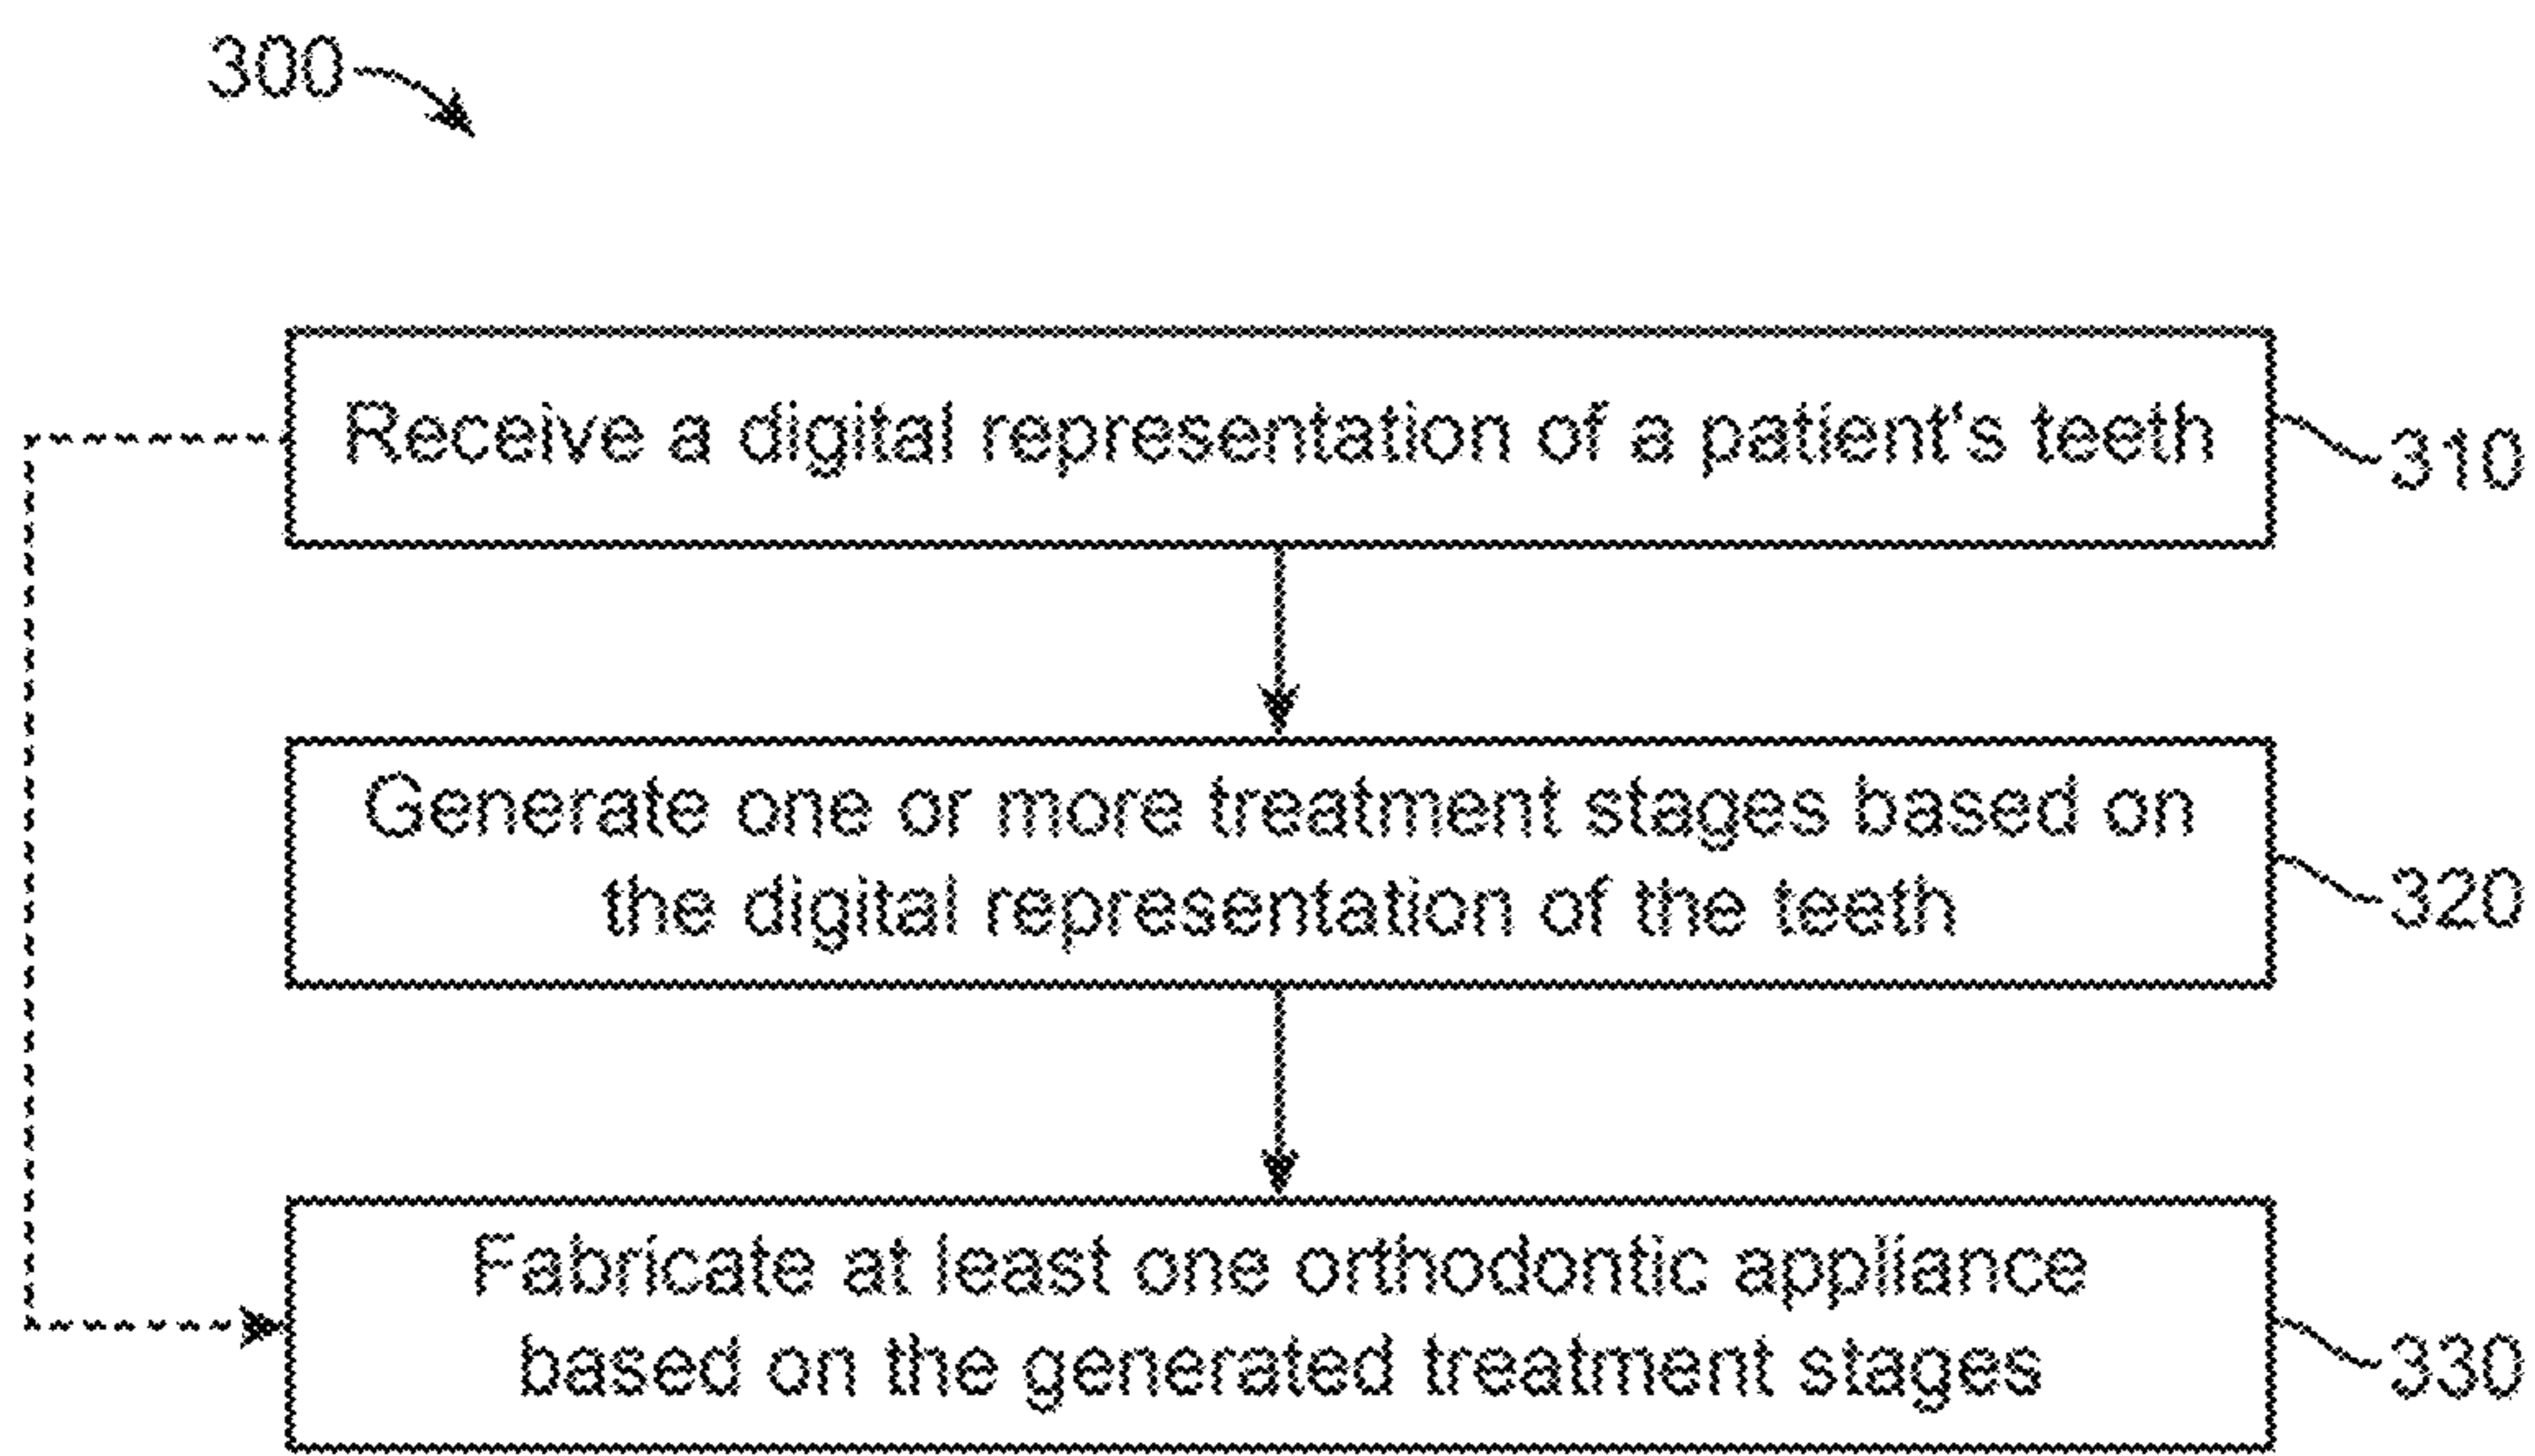 300
Receive a digital representation of a patient's teeth
310
Generate one or more treatment stages based on
the digital representation of the teeth
320
Fabricate at least one orthodontic appliance
based on the generated treatment stages
330